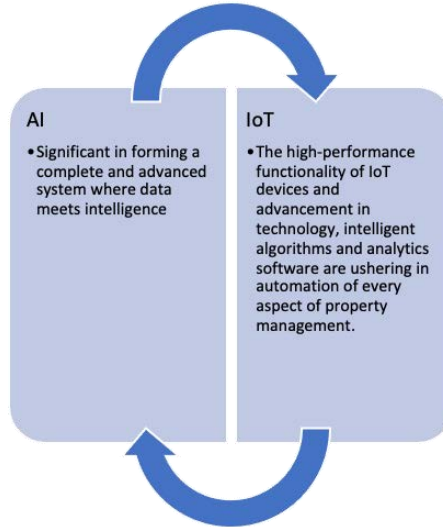 AI
•Significant in forming a
complete and advanced
system where data
meets intelligence
IoT
•The high-performance
functionality of IoT
devices and
advancement in
technology, intelligent
algorithms and analytics
software are ushering in
automation of every
aspect of property
management.